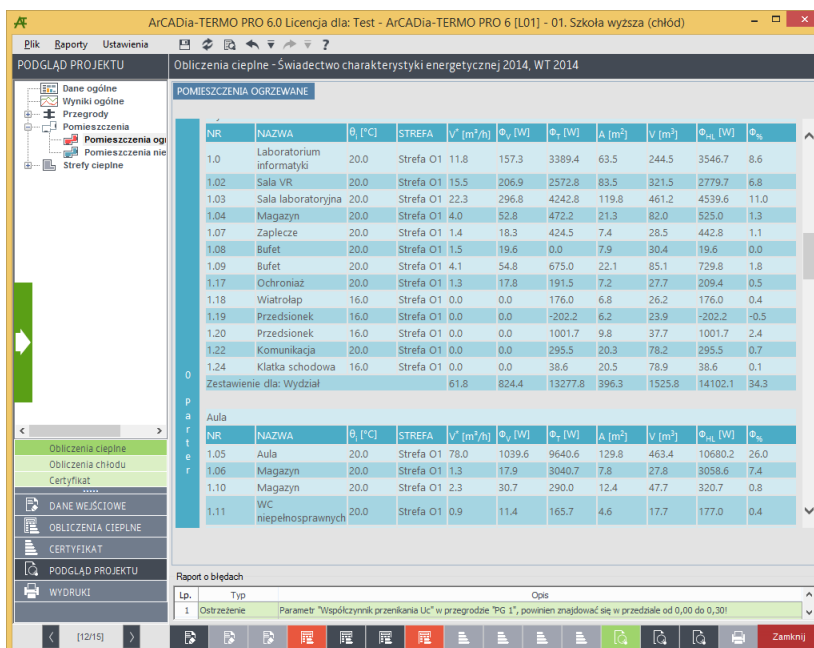 ArCADia-TERMO PRO 6.0 Licencja dla: Test - ArCADia-TERMO PRO 6 [L01] - 01. Szkoła wyższa (chłód)
Plik Raporty Ustawienia
PODGLĄD PROJEKTU
Obliczenia cieplne - Świadectwo charakterystyki energetycznej 2014, WT 2014
Dane ogólne
Wyniki ogólne
Przegrody
Pomieszczenia
Pomieszczenia ogr
Pomieszczenia nie
Strefy cieplne
POMIESZCZENIA OGRZEWANE
0 Parter
NR NAZWA θi [°C] STREFA V* [m³/h] ΦV [W] ΦT [W] A [m²] V [m³] ΦHL [W] Φ%
1.0 Laboratorium informatyki 20.0 Strefa O1 11.8 157.3 3389.4 63.5 244.5 3546.7 8.6
1.02 Sala VR 20.0 Strefa O1 15.5 206.9 2572.8 83.5 321.5 2779.7 6.8
1.03 Sala laboratoryjna 20.0 Strefa O1 22.3 296.8 4242.8 119.8 461.2 4539.6 11.0
1.04 Magazyn 20.0 Strefa O1 4.0 52.8 472.2 21.3 82.0 525.0 1.3
1.07 Zaplecze 20.0 Strefa O1 1.4 18.3 424.5 7.4 28.5 442.8 1.1
1.08 Bufet 20.0 Strefa O1 1.5 19.6 0.0 7.9 30.4 19.6 0.0
1.09 Bufet 20.0 Strefa O1 4.1 54.8 675.0 22.1 85.1 729.8 1.8
1.17 Ochroniaż 20.0 Strefa O1 1.3 17.8 191.5 7.2 27.7 209.4 0.5
1.18 Wiatrołap 16.0 Strefa O1 0.0 0.0 176.0 6.8 26.2 176.0 0.4
1.19 Przedsionek 16.0 Strefa O1 0.0 0.0 -202.2 6.2 23.9 -202.2 -0.5
1.20 Przedsionek 16.0 Strefa O1 0.0 0.0 1001.7 9.8 37.7 1001.7 2.4
1.22 Komunikacja 20.0 Strefa O1 0.0 0.0 295.5 20.3 78.2 295.5 0.7
1.24 Klatka schodowa 16.0 Strefa O1 0.0 0.0 38.6 20.5 78.9 38.6 0.1
Zestawienie dla: Wydział 61.8 824.4 13277.8 396.3 1525.8 14102.1 34.3
Aula
NR NAZWA θi [°C] STREFA V* [m³/h] ΦV [W] ΦT [W] A [m²] V [m³] ΦHL [W] Φ%
1.05 Aula 20.0 Strefa O1 78.0 1039.6 9640.6 129.8 463.4 10680.2 26.0
1.06 Magazyn 20.0 Strefa O1 1.3 17.9 3040.7 7.8 27.8 3058.6 7.4
1.10 Magazyn 20.0 Strefa O1 2.3 30.7 290.0 12.4 47.7 320.7 0.8
1.11 WC niepełnosprawnych 20.0 Strefa O1 0.9 11.4 165.7 4.6 17.7 177.0 0.4
Obliczenia cieplne
Obliczenia chłodu
Certyfikat
DANE WEJŚCIOWE
OBLICZENIA CIEPLNE
CERTYFIKAT
PODGLĄD PROJEKTU
WYDRUKI
Raport o błędach
Lp. Typ Opis
1 Ostrzeżenie Parametr "Współczynnik przenikania Uc" w przegrodzie "PG 1", powinien znajdować się w przedziale od 0,00 do 0,30!
[12/15]
Zamknij